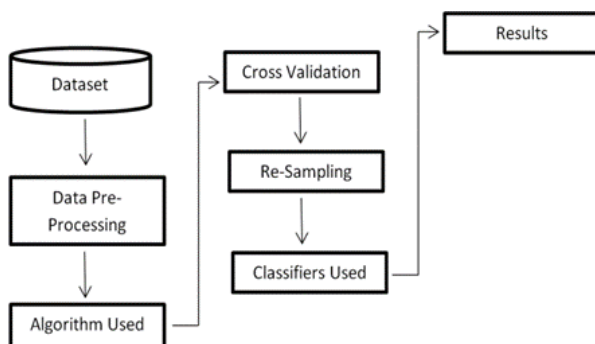 Dataset
Data Pre-
Processing
Algorithm Used
Cross Validation
Re-Sampling
Classifiers Used
Results